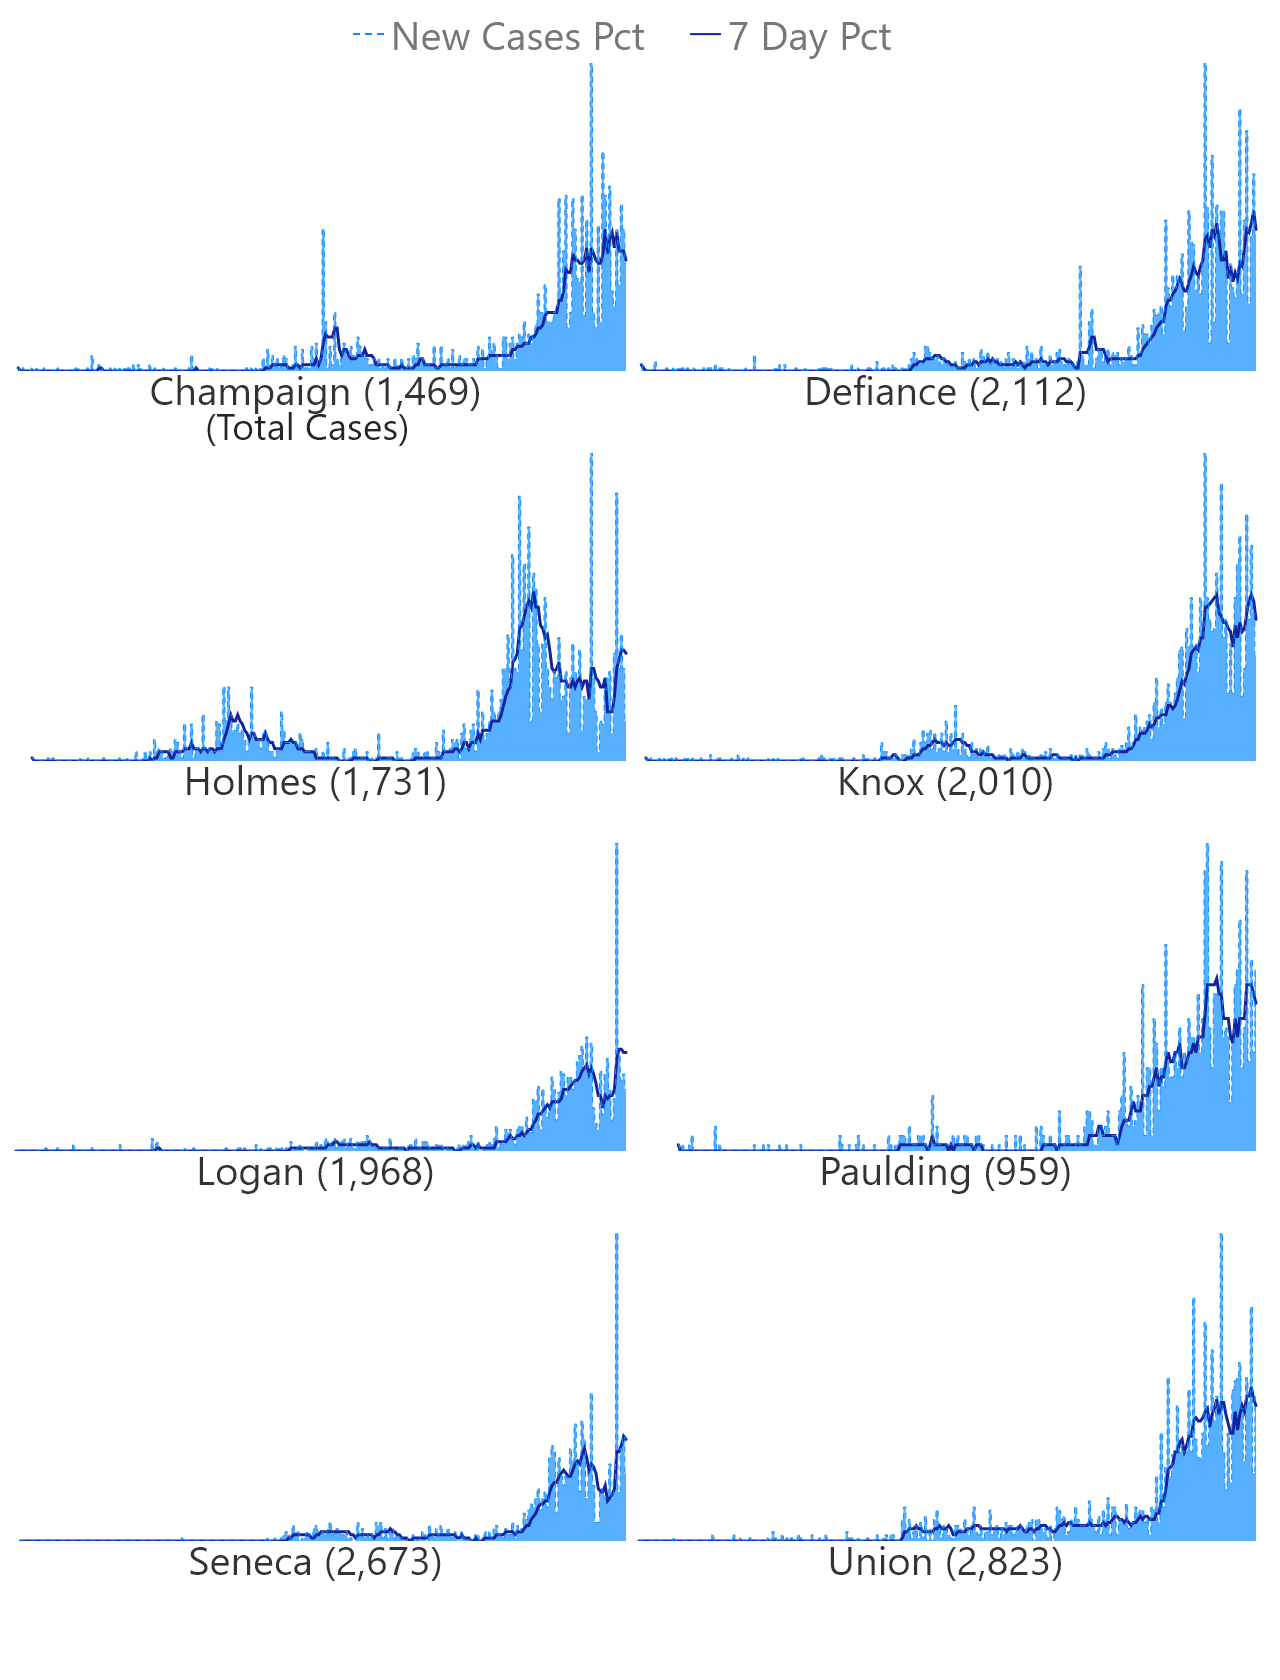 New Cases Pct 7 Day Pct
Champaign (1,469) Defiance (2,112)
(Total Cases)
Holmes (1,731) Knox (2,010)
Logan (1,968) Paulding (959)
Seneca (2,673) Union (2,823)